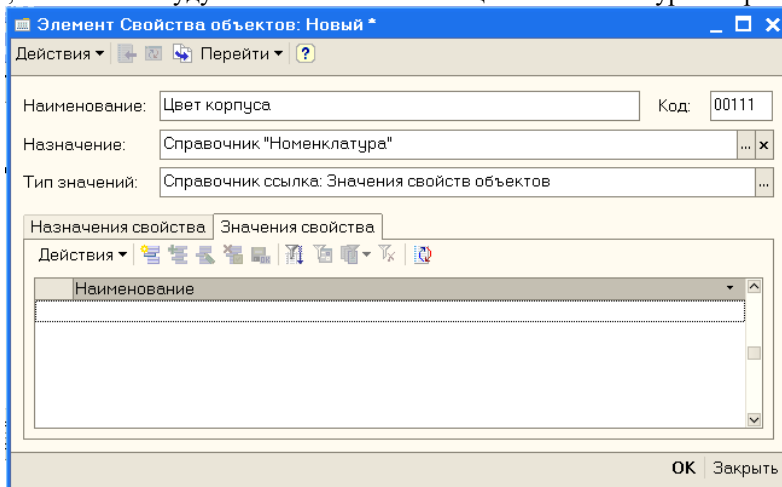 Элемент Свойства объектов: Новый *
Действия Перейти ?
Наименование: Цвет корпуса Код: 00111
Назначение: Справочник "Номенклатура" ... x
Тип значений: Справочник ссылка: Значения свойств объектов ...
Назначения свойства Значения свойства
Действия
Наименование
OK Закрыть